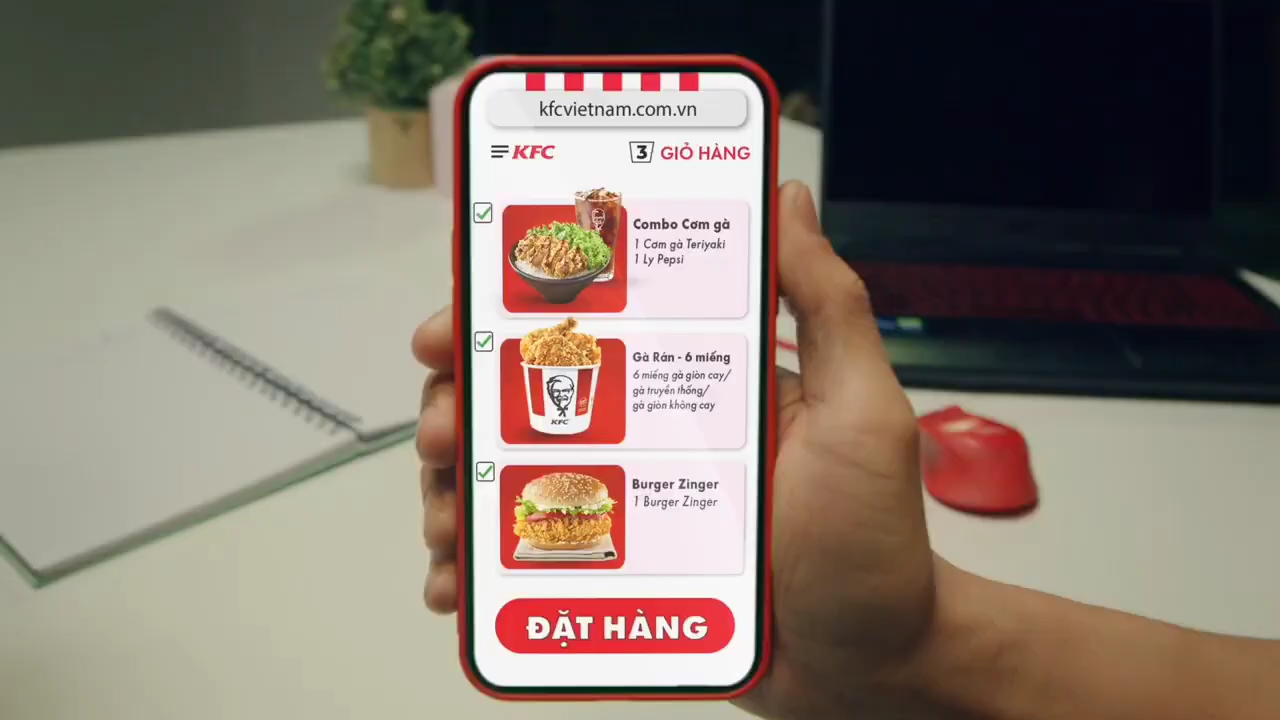 kfcvietnam.com.vn
KFC
3 GIỎ HÀNG
Combo Cơm gà
1 Cơm gà Teriyaki
1 Ly Pepsi
Gà Rán - 6 miếng
6 miếng gà giòn cay/
gà truyền thống/
gà giòn không cay
KFC
Burger Zinger
1 Burger Zinger
ĐẶT HÀNG